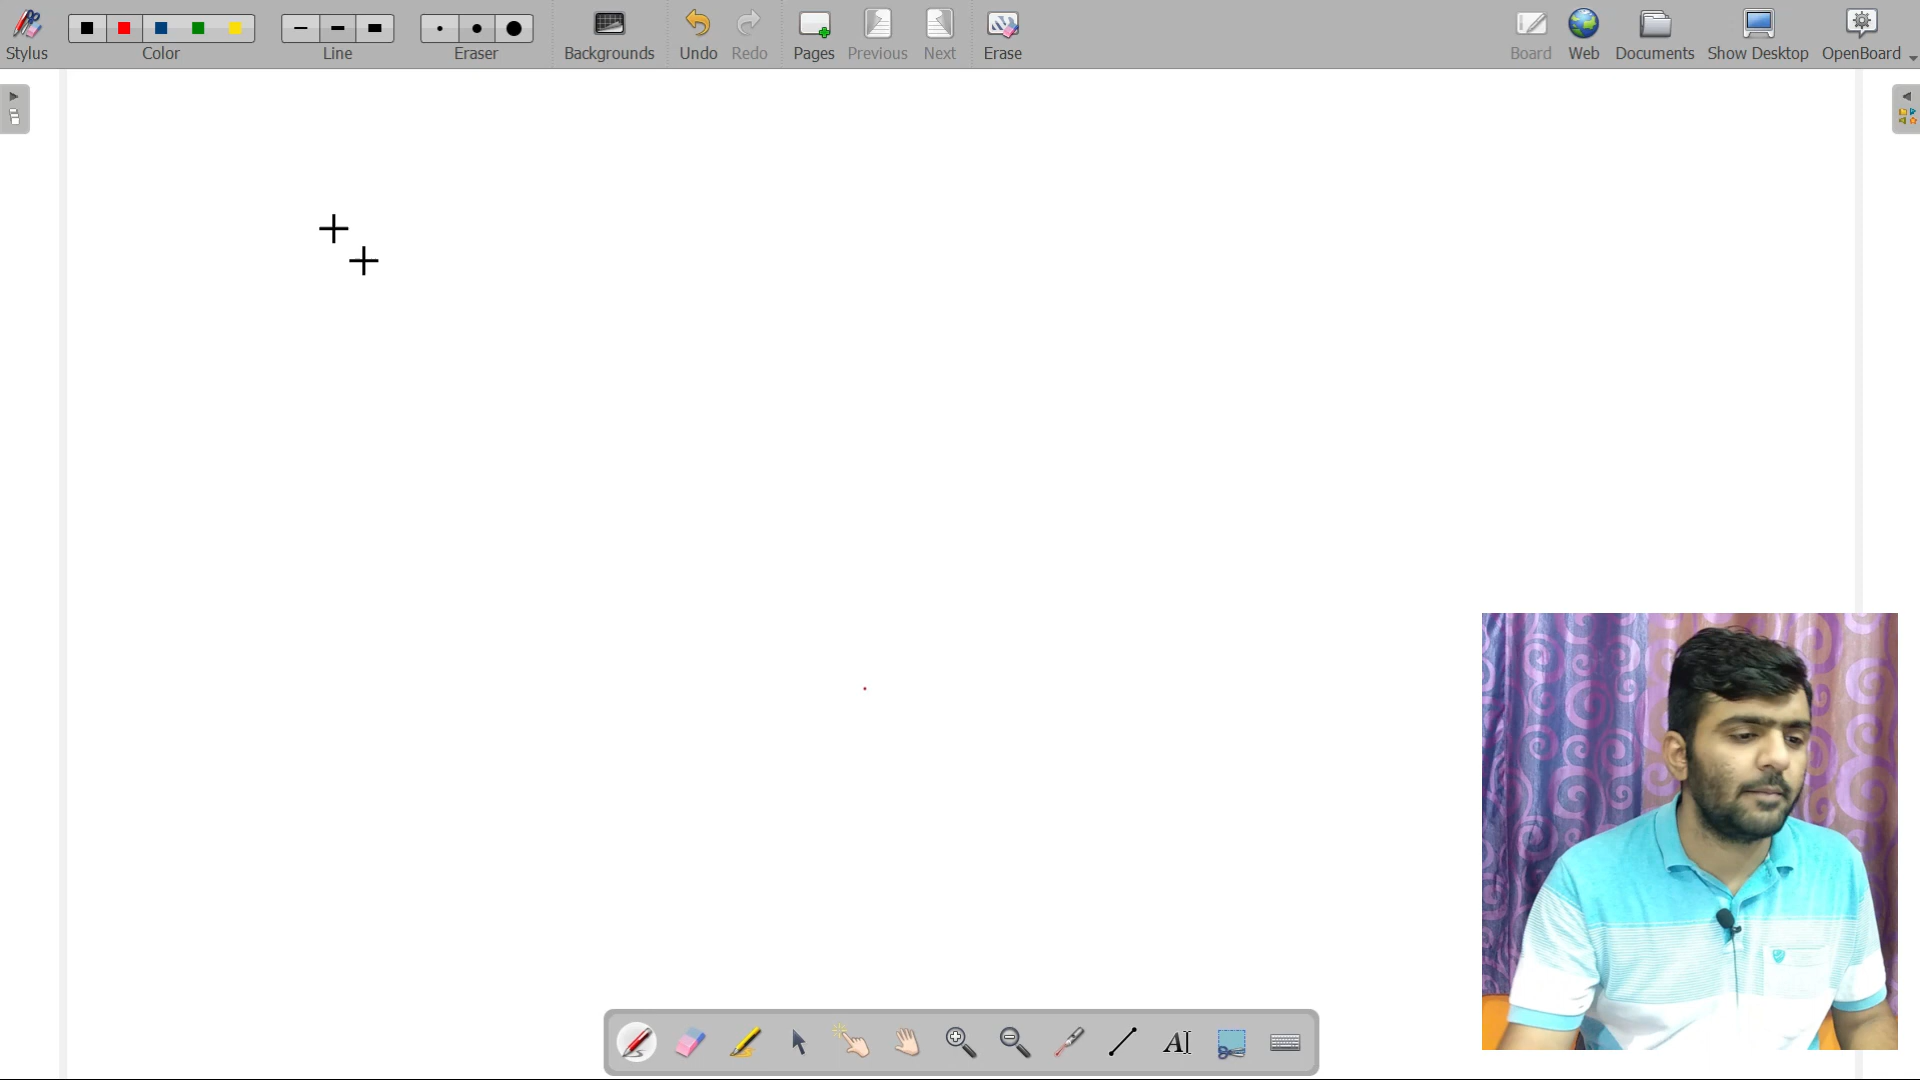 Stylus
Color
Line
Eraser
Backgrounds
Undo
Redo
Pages
Previous
Next
Erase
Board
Web
Documents
Show Desktop
OpenBoard